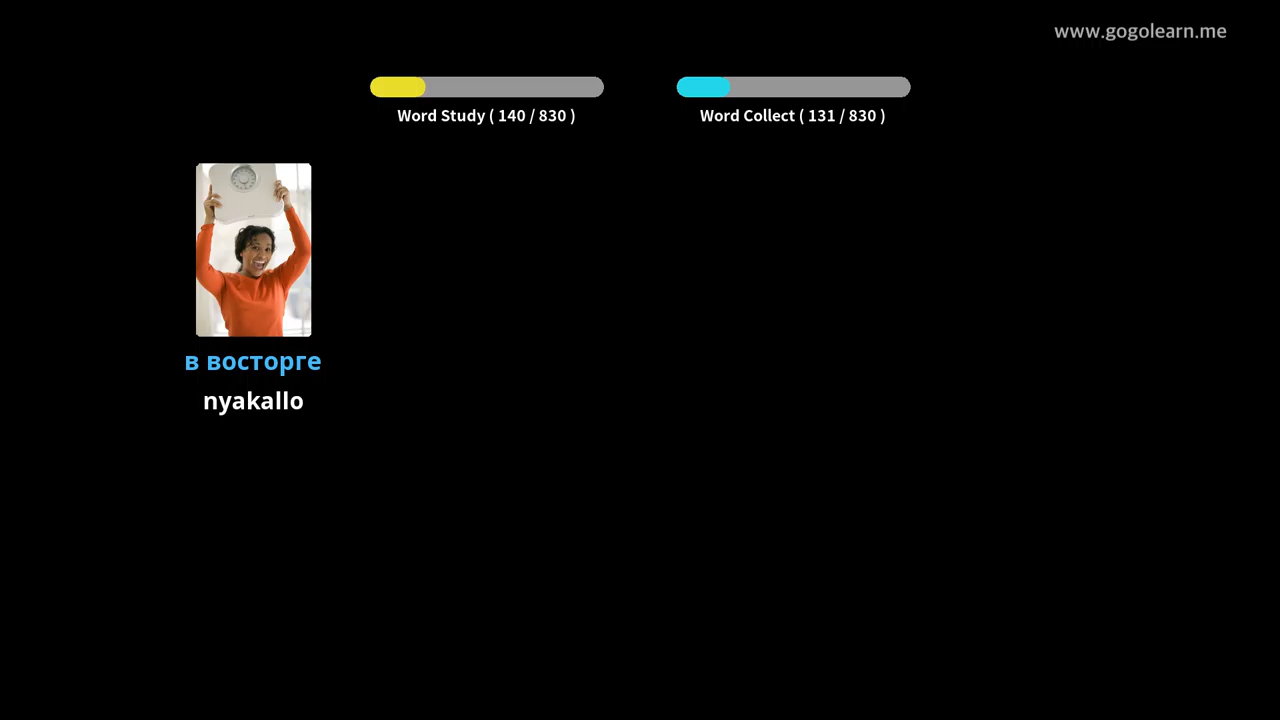 www.gogolearn.me
Word Study ( 140 / 830 )
Word Collect ( 131 / 830 )
в восторге
nyakallo